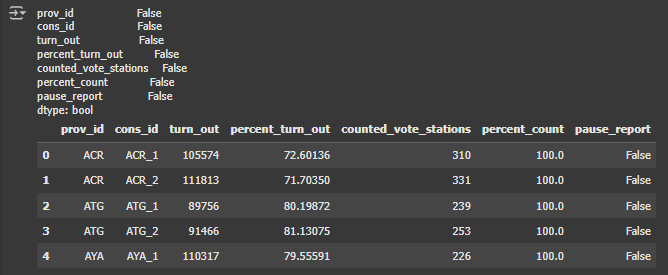 prov_id False
cons_id False
turn_out False
percent_turn_out False
counted_vote_stations False
percent_count False
pause_report False
dtype: bool
prov_id cons_id turn_out percent_turn_out counted_vote_stations percent_count pause_report
0 ACR ACR_1 105574 72.60136 310 100.0 False
1 ACR ACR_2 111813 71.70350 331 100.0 False
2 ATG ATG_1 89756 80.19872 239 100.0 False
3 ATG ATG_2 91466 81.13075 253 100.0 False
4 AYA AYA_1 110317 79.55591 226 100.0 False